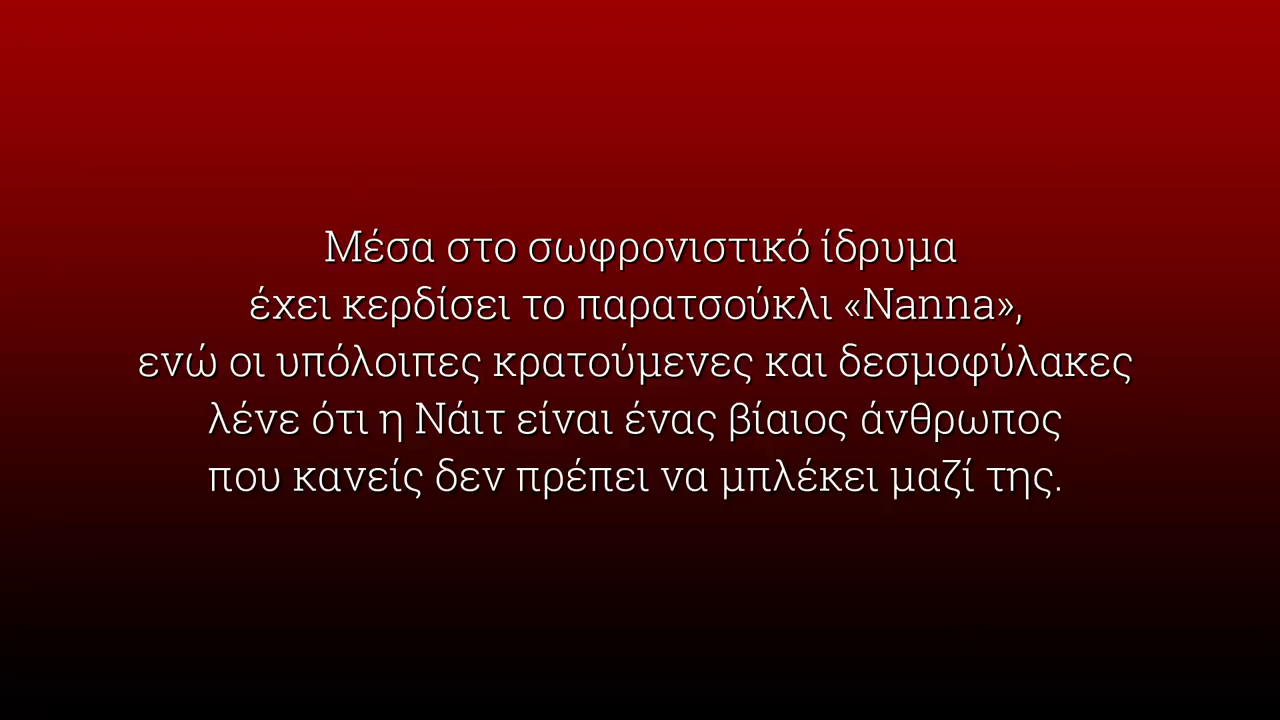 Μέσα στο σωφρονιστικό ίδρυμα
έχει κερδίσει το παρατσούκλι «Nanna»,
ενώ οι υπόλοιπες κρατούμενες και δεσμοφύλακες
λένε ότι η Νάιτ είναι ένας βίαιος άνθρωπος
που κανείς δεν πρέπει να μπλέκει μαζί της.